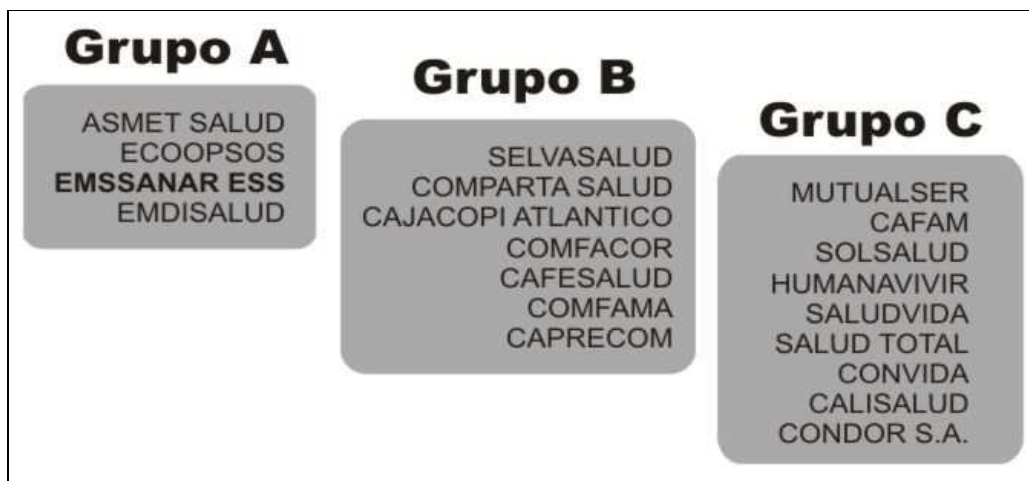 Grupo A
ASMET SALUD
ECOOPSOS
EMSSANAR ESS
EMDISALUD
Grupo B
SELVASALUD
COMPARTA SALUD
CAJACOPI ATLANTICO
COMFACOR
CAFESALUD
COMFAMA
CAPRECOM
Grupo C
MUTUALSER
CAFAM
SOLSALUD
HUMANAVIVIR
SALUDVIDA
SALUD TOTAL
CONVIDA
CALISALUD
CONDOR S.A.